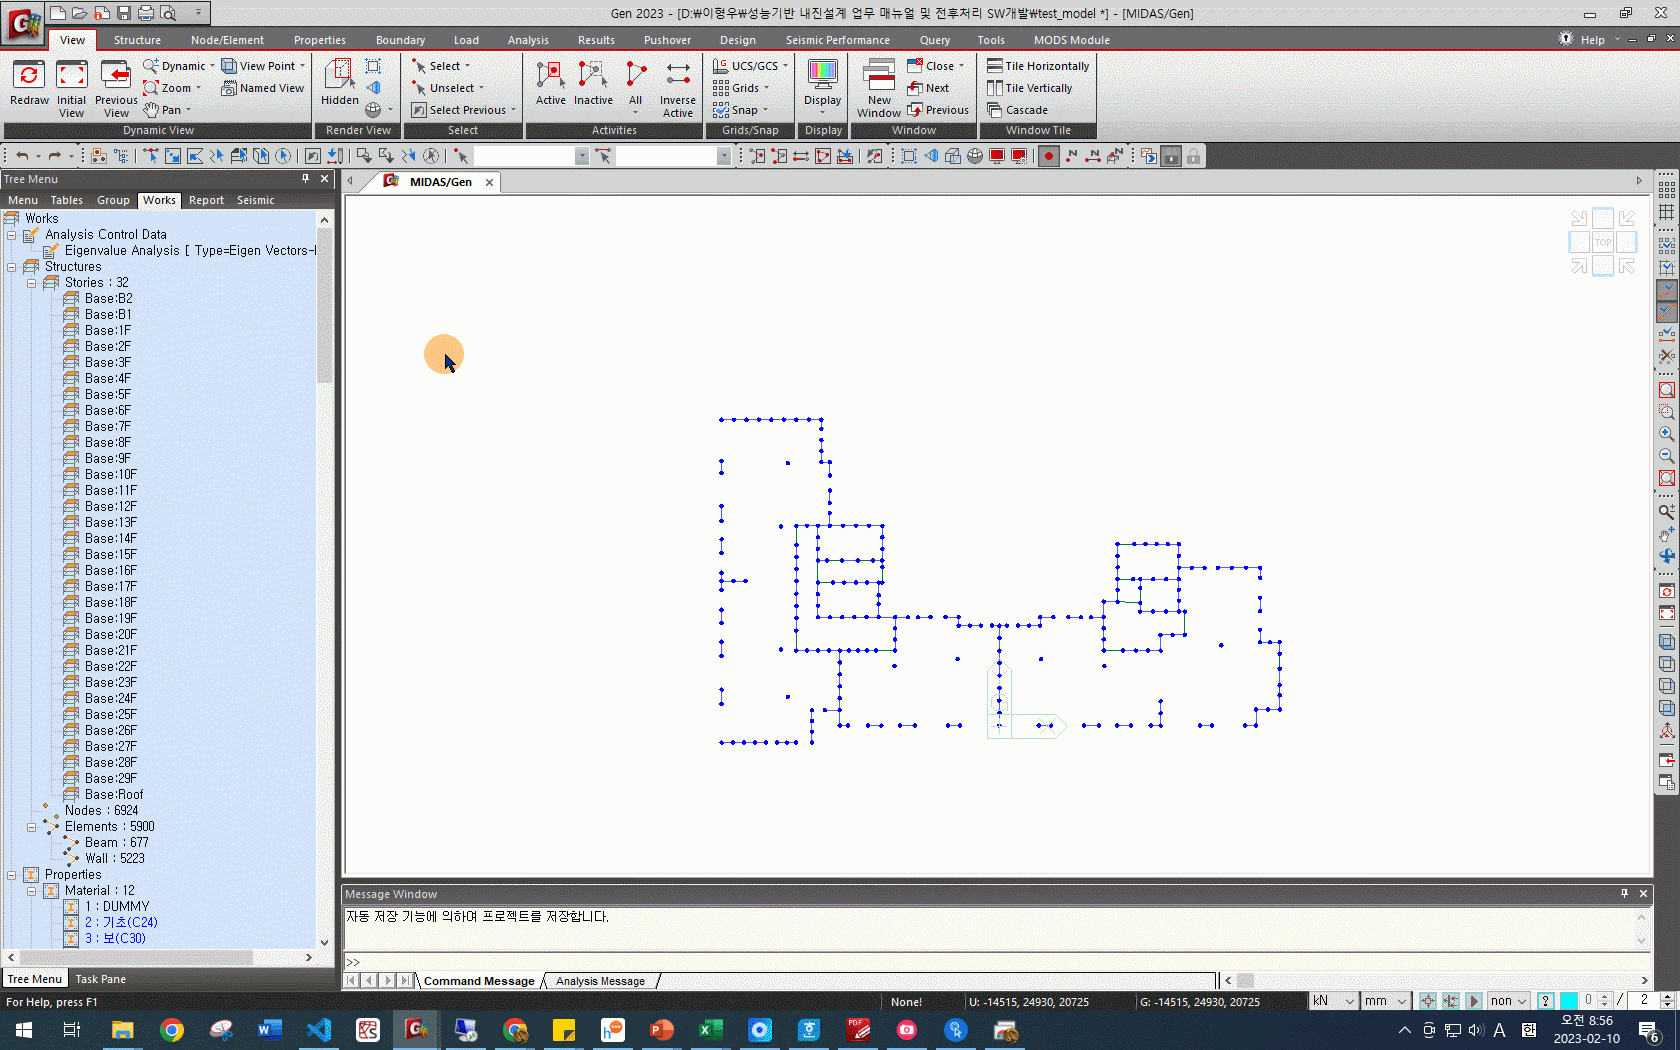 Gen 2023 - [D:₩이형우₩성능기반 내진설계 업무 매뉴얼 및 전후처리 SW개발₩test_model *] - [MIDAS/Gen]
View Structure Node/Element Properties Boundary Load Analysis Results Pushover Design Seismic Performance Query Tools MODS Module Help
Redraw Initial View Previous View Dynamic Zoom Pan View Point Named View
Hidden
Select Unselect Select Previous
Active Inactive All Inverse Active
UCS/GCS Grids Snap
Display
New Window Close Next Previous
Tile Horizontally Tile Vertically Cascade
Dynamic View Render View Select Activities Grids/Snap Display Window Window Tile
Tree Menu
MIDAS/Gen
Menu Tables Group Works Report Seismic
TOP
Works
Analysis Control Data
Eigenvalue Analysis [ Type=Eigen Vectors-
Structures
Stories : 32
Base:B2
Base:B1
Base:1F
Base:2F
Base:3F
Base:4F
Base:5F
Base:6F
Base:7F
Base:8F
Base:9F
Base:10F
Base:11F
Base:12F
Base:13F
Base:14F
Base:15F
Base:16F
Base:17F
Base:18F
Base:19F
Base:20F
Base:21F
Base:22F
Base:23F
Base:24F
Base:25F
Base:26F
Base:27F
Base:28F
Base:29F
Base:Roof
Nodes : 6924
Elements : 5900
Beam : 677
Wall : 5223
Properties
Material : 12
1 : DUMMY
2 : 기초(C24)
3 : 보(C30)
Message Window
자동 저장 기능에 의하며 프로젝트를 저장합니다.
>>
Command Message Analysis Message
Tree Menu Task Pane
For Help, press F1
None! U: -14515, 24930, 20725 G: -14515, 24930, 20725 kN mm non ? 0 / 2
A 한 오전 8:56
2023-02-10
6